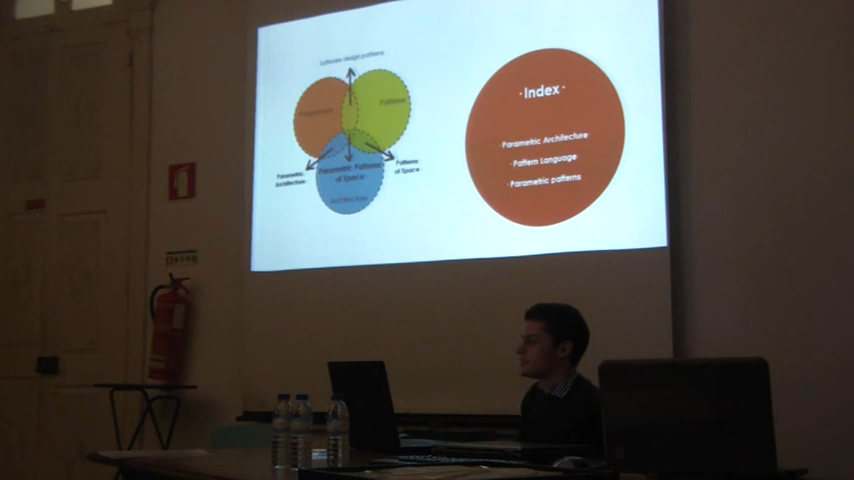 Software design patterns
Patterns
Parametric
Architecture
Parametric Patterns
of Space
Patterns
of Space
Architecture
· Index ·
· Parametric Architecture
· Pattern Language
· Parametric patterns